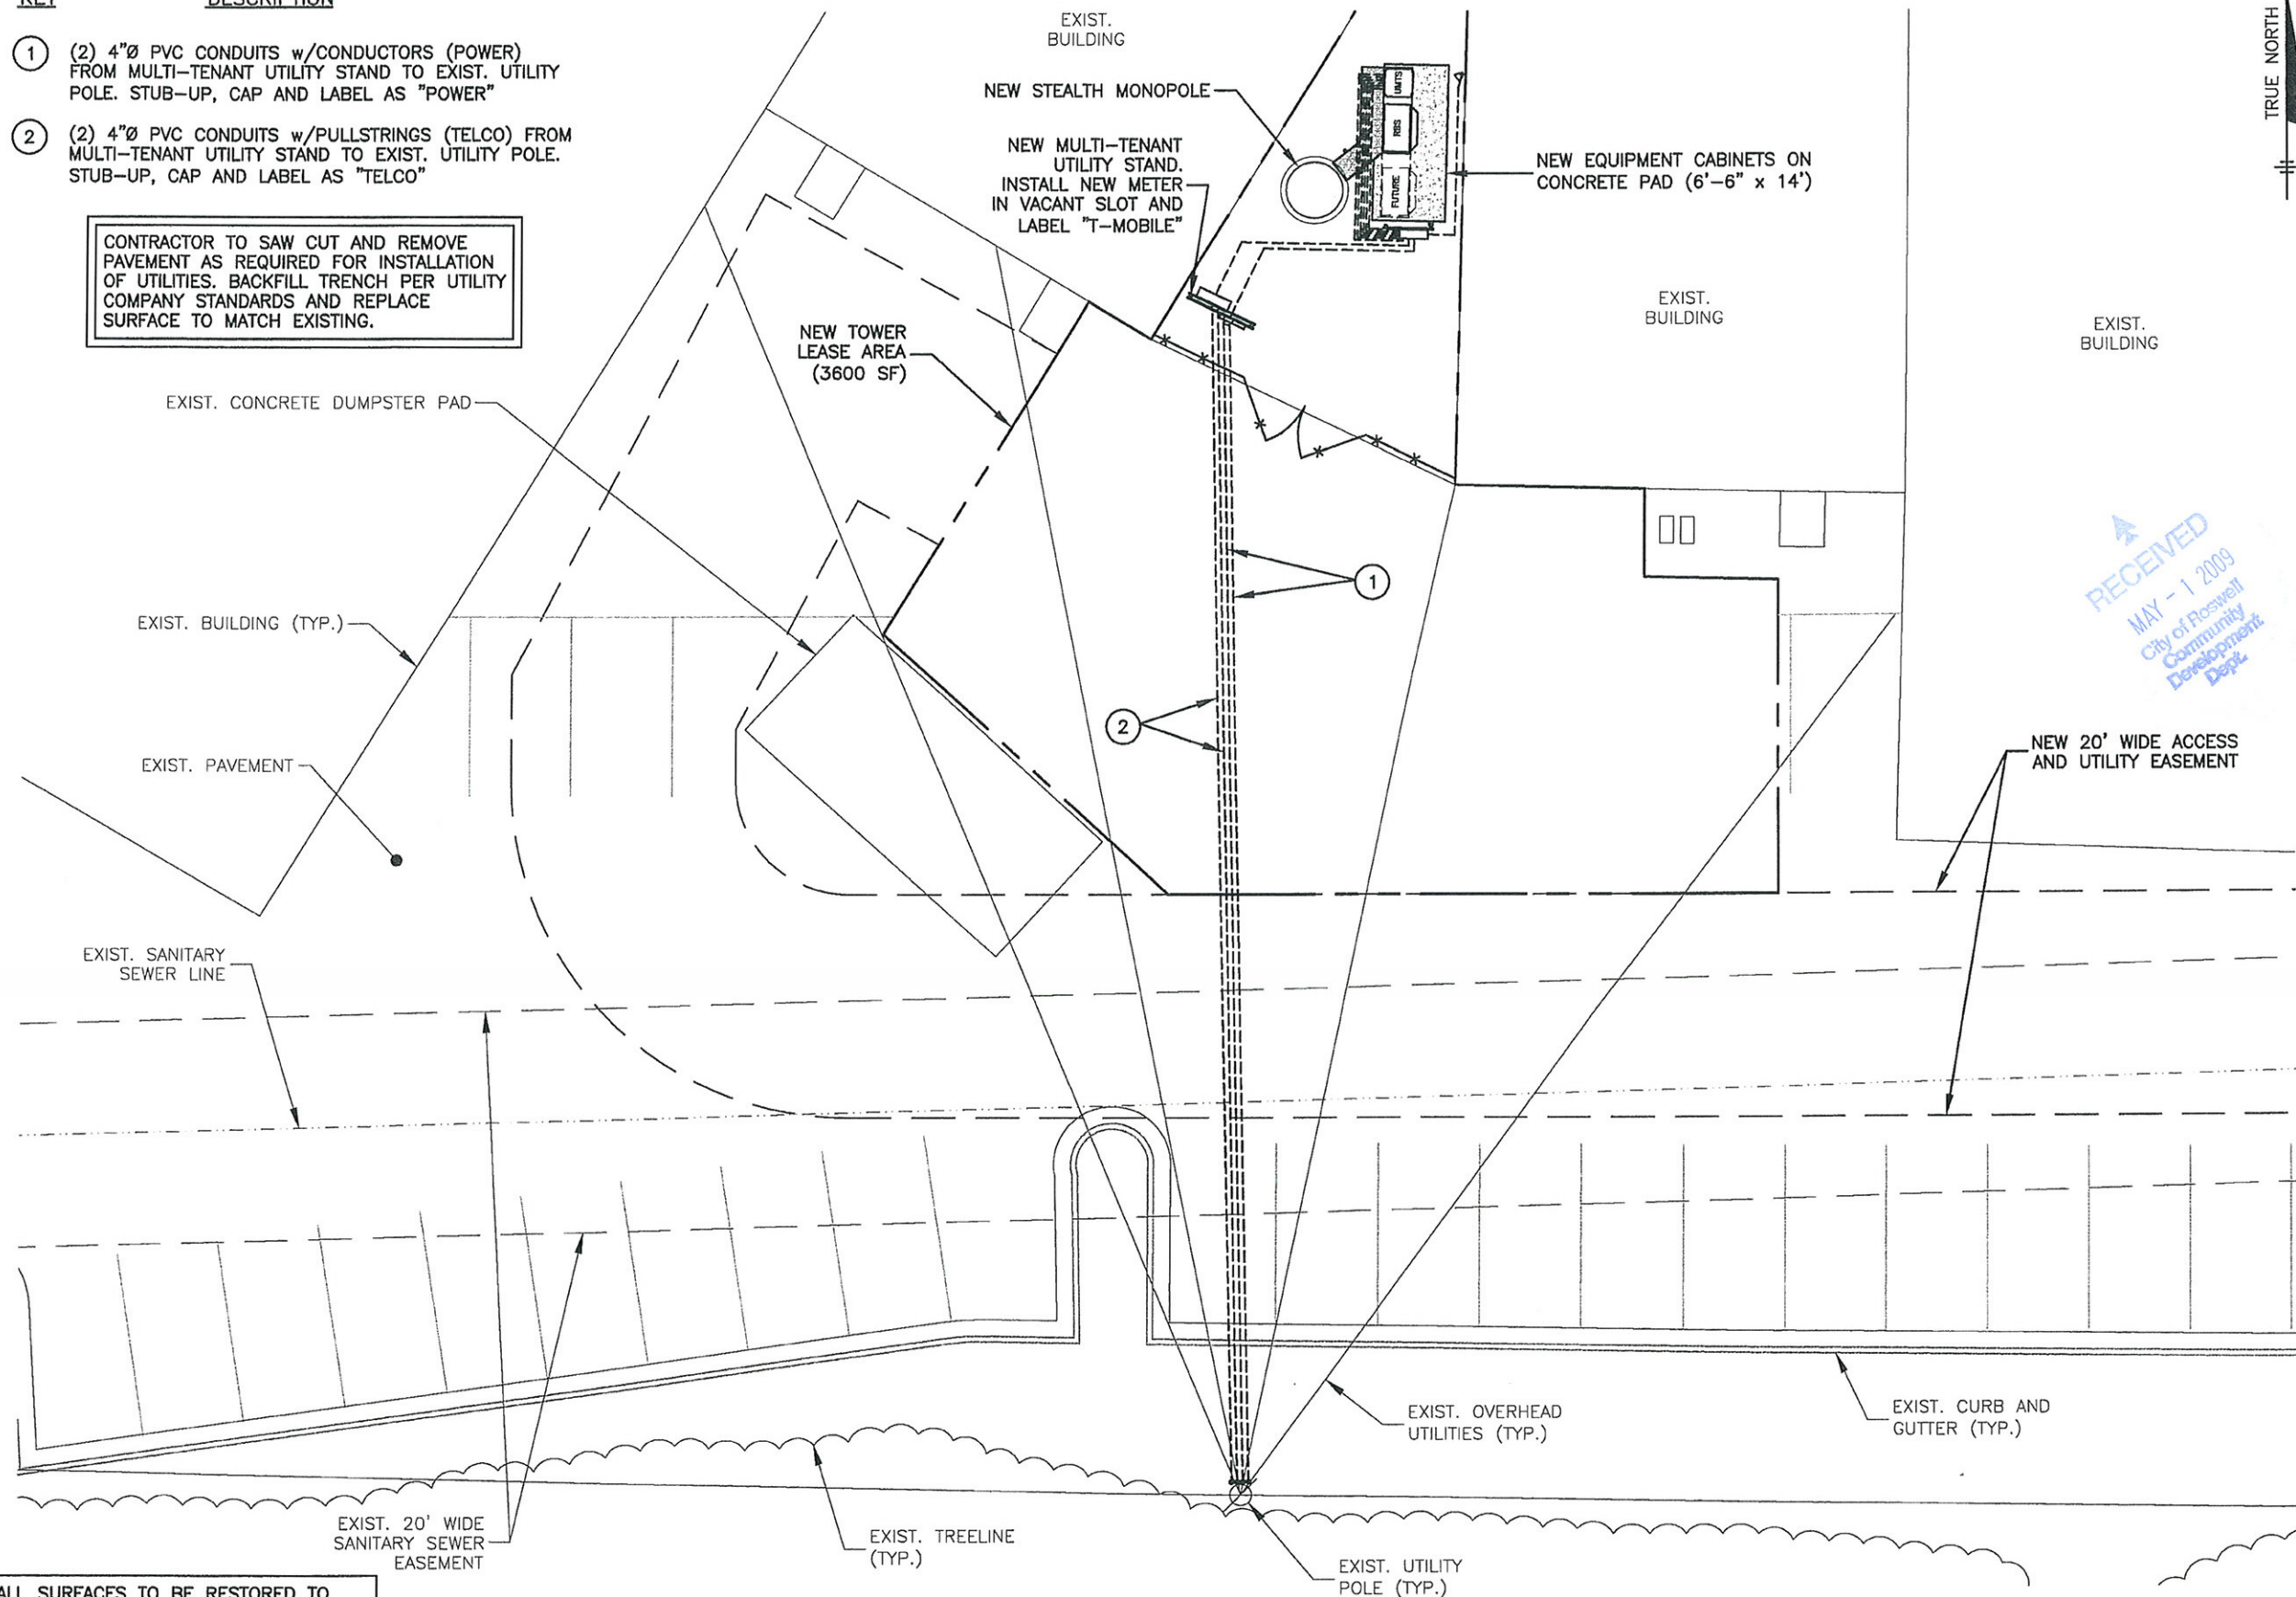 KEY DESCRIPTION
1 (2) 4"Ø PVC CONDUITS w/CONDUCTORS (POWER)
FROM MULTI-TENANT UTILITY STAND TO EXIST. UTILITY
POLE. STUB-UP, CAP AND LABEL AS "POWER"
2 (2) 4"Ø PVC CONDUITS w/PULLSTRINGS (TELCO) FROM
MULTI-TENANT UTILITY STAND TO EXIST. UTILITY POLE.
STUB-UP, CAP AND LABEL AS "TELCO"
CONTRACTOR TO SAW CUT AND REMOVE
PAVEMENT AS REQUIRED FOR INSTALLATION
OF UTILITIES. BACKFILL TRENCH PER UTILITY
COMPANY STANDARDS AND REPLACE
SURFACE TO MATCH EXISTING.
EXIST.
BUILDING
NEW STEALTH MONOPOLE
NEW MULTI-TENANT
UTILITY STAND.
INSTALL NEW METER
IN VACANT SLOT AND
LABEL "T-MOBILE"
UMTS
RBS
FUTURE
NEW EQUIPMENT CABINETS ON
CONCRETE PAD (6'-6" x 14')
TRUE NORTH
EXIST.
BUILDING
EXIST.
BUILDING
NEW TOWER
LEASE AREA
(3600 SF)
EXIST. CONCRETE DUMPSTER PAD
1
RECEIVED
MAY - 1 2009
City of Roswell
Community
Development
Dept.
EXIST. BUILDING (TYP.)
2
EXIST. PAVEMENT
NEW 20' WIDE ACCESS
AND UTILITY EASEMENT
EXIST. SANITARY
SEWER LINE
EXIST. OVERHEAD
UTILITIES (TYP.)
EXIST. CURB AND
GUTTER (TYP.)
EXIST. 20' WIDE
SANITARY SEWER
EASEMENT
EXIST. TREELINE
(TYP.)
EXIST. UTILITY
POLE (TYP.)
ALL SURFACES TO BE RESTORED TO